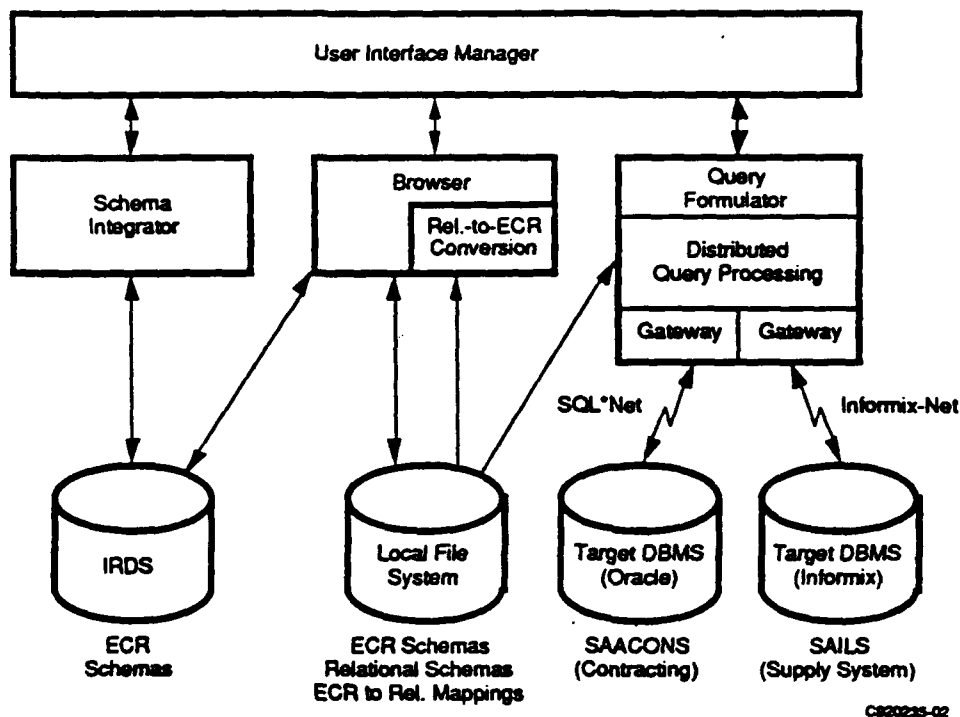 User Interface Manager
Schema
Integrator
Browser
Rel.-to-ECR
Conversion
Query
Formulator
Distributed
Query Processing
Gateway
Gateway
SQL*Net
Informix-Net
IRDS
Local File
System
Target DBMS
(Oracle)
Target DBMS
(Informix)
ECR
Schemas
ECR Schemas
Relational Schemas
ECR to Rel. Mappings
SAACONS
(Contracting)
SAILS
(Supply System)
C920235-02